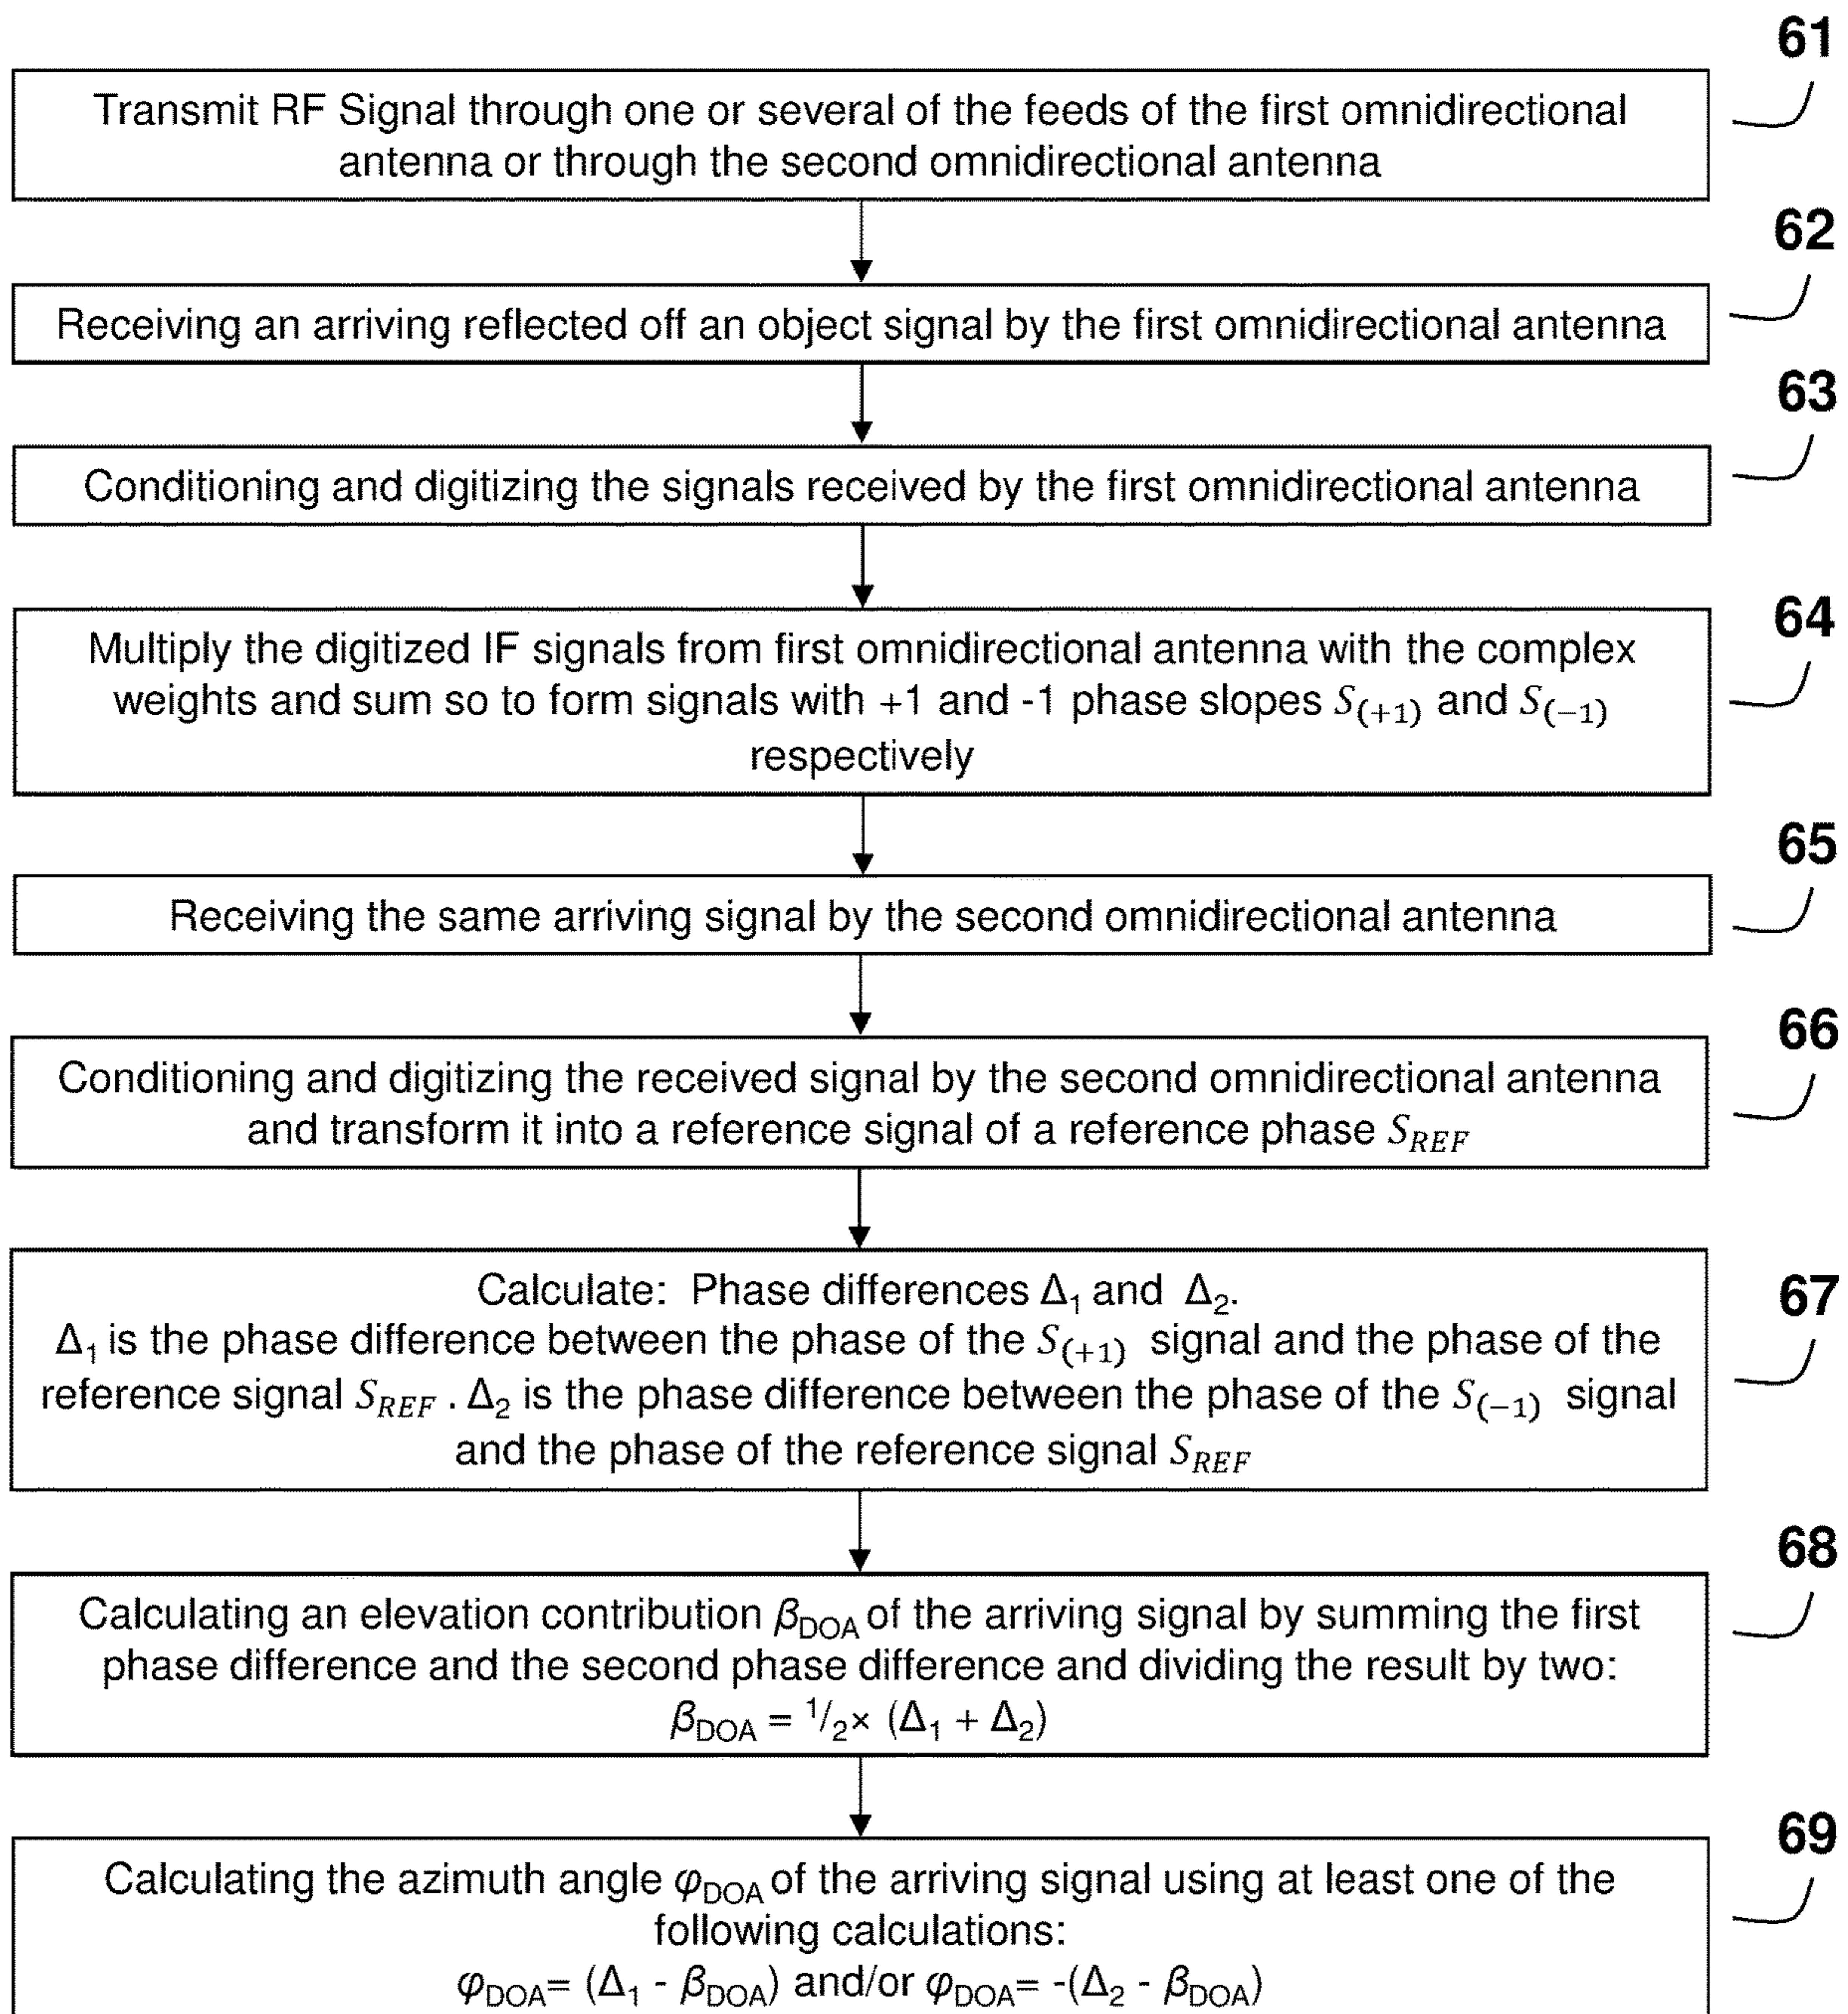 61
Transmit RF Signal through one or several of the feeds of the first omnidirectional
antenna or through the second omnidirectional antenna
62
Receiving an arriving reflected off an object signal by the first omnidirectional antenna
63
Conditioning and digitizing the signals received by the first omnidirectional antenna
64
Multiply the digitized IF signals from first omnidirectional antenna with the complex
weights and sum so to form signals with +1 and -1 phase slopes S(+1) and S(−1)
respectively
65
Receiving the same arriving signal by the second omnidirectional antenna
66
Conditioning and digitizing the received signal by the second omnidirectional antenna
and transform it into a reference signal of a reference phase S_REF
67
Calculate: Phase differences Δ₁ and Δ₂.
Δ₁ is the phase difference between the phase of the S(+1) signal and the phase of the
reference signal S_REF . Δ₂ is the phase difference between the phase of the S(−1) signal
and the phase of the reference signal S_REF
68
Calculating an elevation contribution β_DOA of the arriving signal by summing the first
phase difference and the second phase difference and dividing the result by two:
β_DOA = 1/2× (Δ₁ + Δ₂)
69
Calculating the azimuth angle φ_DOA of the arriving signal using at least one of the
following calculations:
φ_DOA= (Δ₁ - β_DOA) and/or φ_DOA= -(Δ₂ - β_DOA)